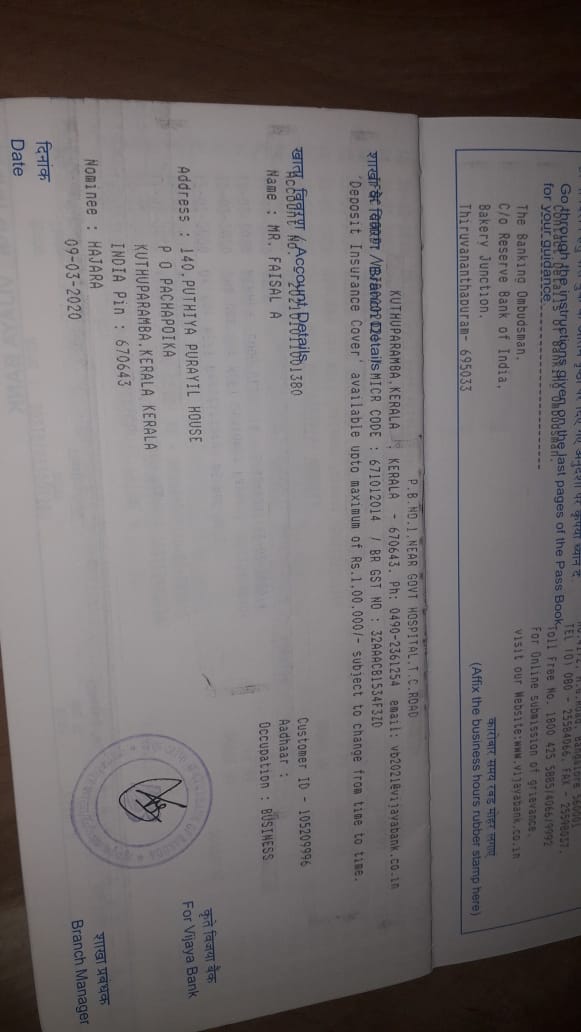 Go through the instructions given on the last pages of the Pass Book
for your guidance.
Contact Details of Banking Ombudsman.
The Banking Ombudsman,
C/o Reserve Bank of India,
Bakery Junction,
Thiruvananthapuram- 695033
TEL (O) 080 - 25584066, FAX - 25598057.
Toll Free No. 1800 425 5885/4066/9992
For Online submission of grievance,
visit our Website:www.vijayabank.co.in
कारोबार समय रबड़ मोहर लगाएं
(Affix the business hours rubber stamp here)
P.B.NO.1,NEAR GOVT HOSPITAL,T.C.ROAD
KUTHUPARAMBA,KERALA : KERALA - 670643. Ph: 0490-2361254 email: vb2021@vijayabank.co.in
शाखा के विवरण / Branch Details
MICR CODE : 671012014 / BR GST NO : 32AAACB1534F3ZD
'Deposit Insurance Cover' available upto maximum of Rs.1,00,000/- subject to change from time to time.
खाता विवरण / Account Details
Account No. 202101011001380
Customer ID - 105209996
Name : MR. FAISAL A
Aadhaar :
Occupation : BUSINESS
Address : 140,PUTHIYA PURAYIL HOUSE
P O PACHAPOIKA
KUTHUPARAMBA,KERALA KERALA
INDIA Pin : 670643
Nominee : HAJARA
09-03-2020
कृते विजया बैंक
For Vijaya Bank
दिनांक
Date
शाखा प्रबंधक
Branch Manager